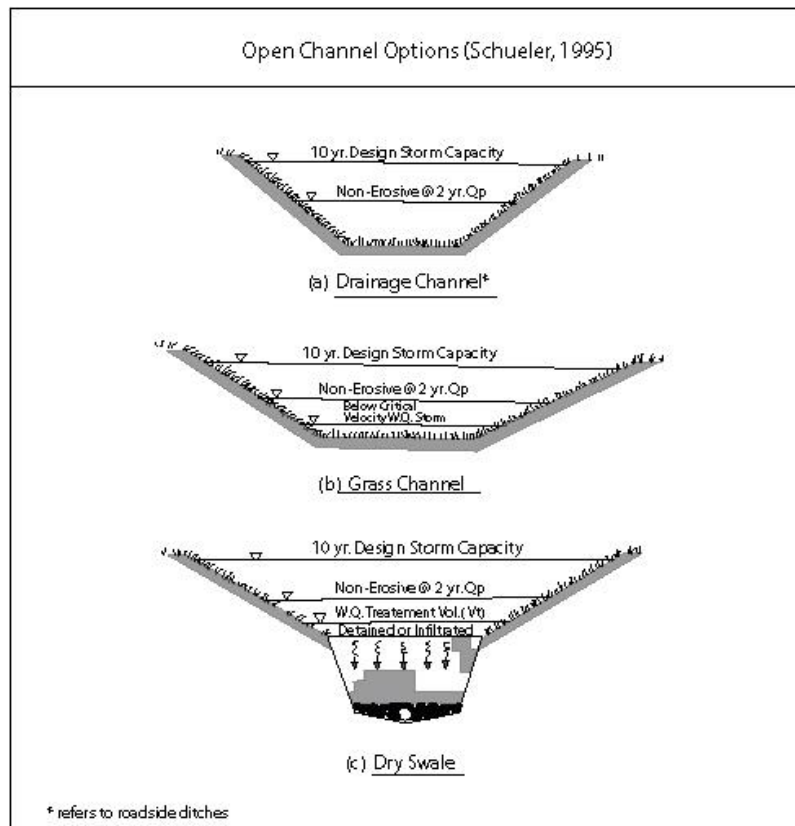 Open Channel Options (Schueler, 1995)
10 yr. Design Storm Capacity
Non-Erosive @ 2 yr. Qp
(a) Drainage Channel*
10 yr. Design Storm Capacity
Non-Erosive @ 2 yr. Qp
Below Critical
Velocity W.Q. Storm
(b) Grass Channel
10 yr. Design Storm Capacity
Non-Erosive @ 2 yr. Qp
W.Q. Treatement Vol. (Vt)
Detained or Infiltrated
(c) Dry Swale
* refers to roadside ditches